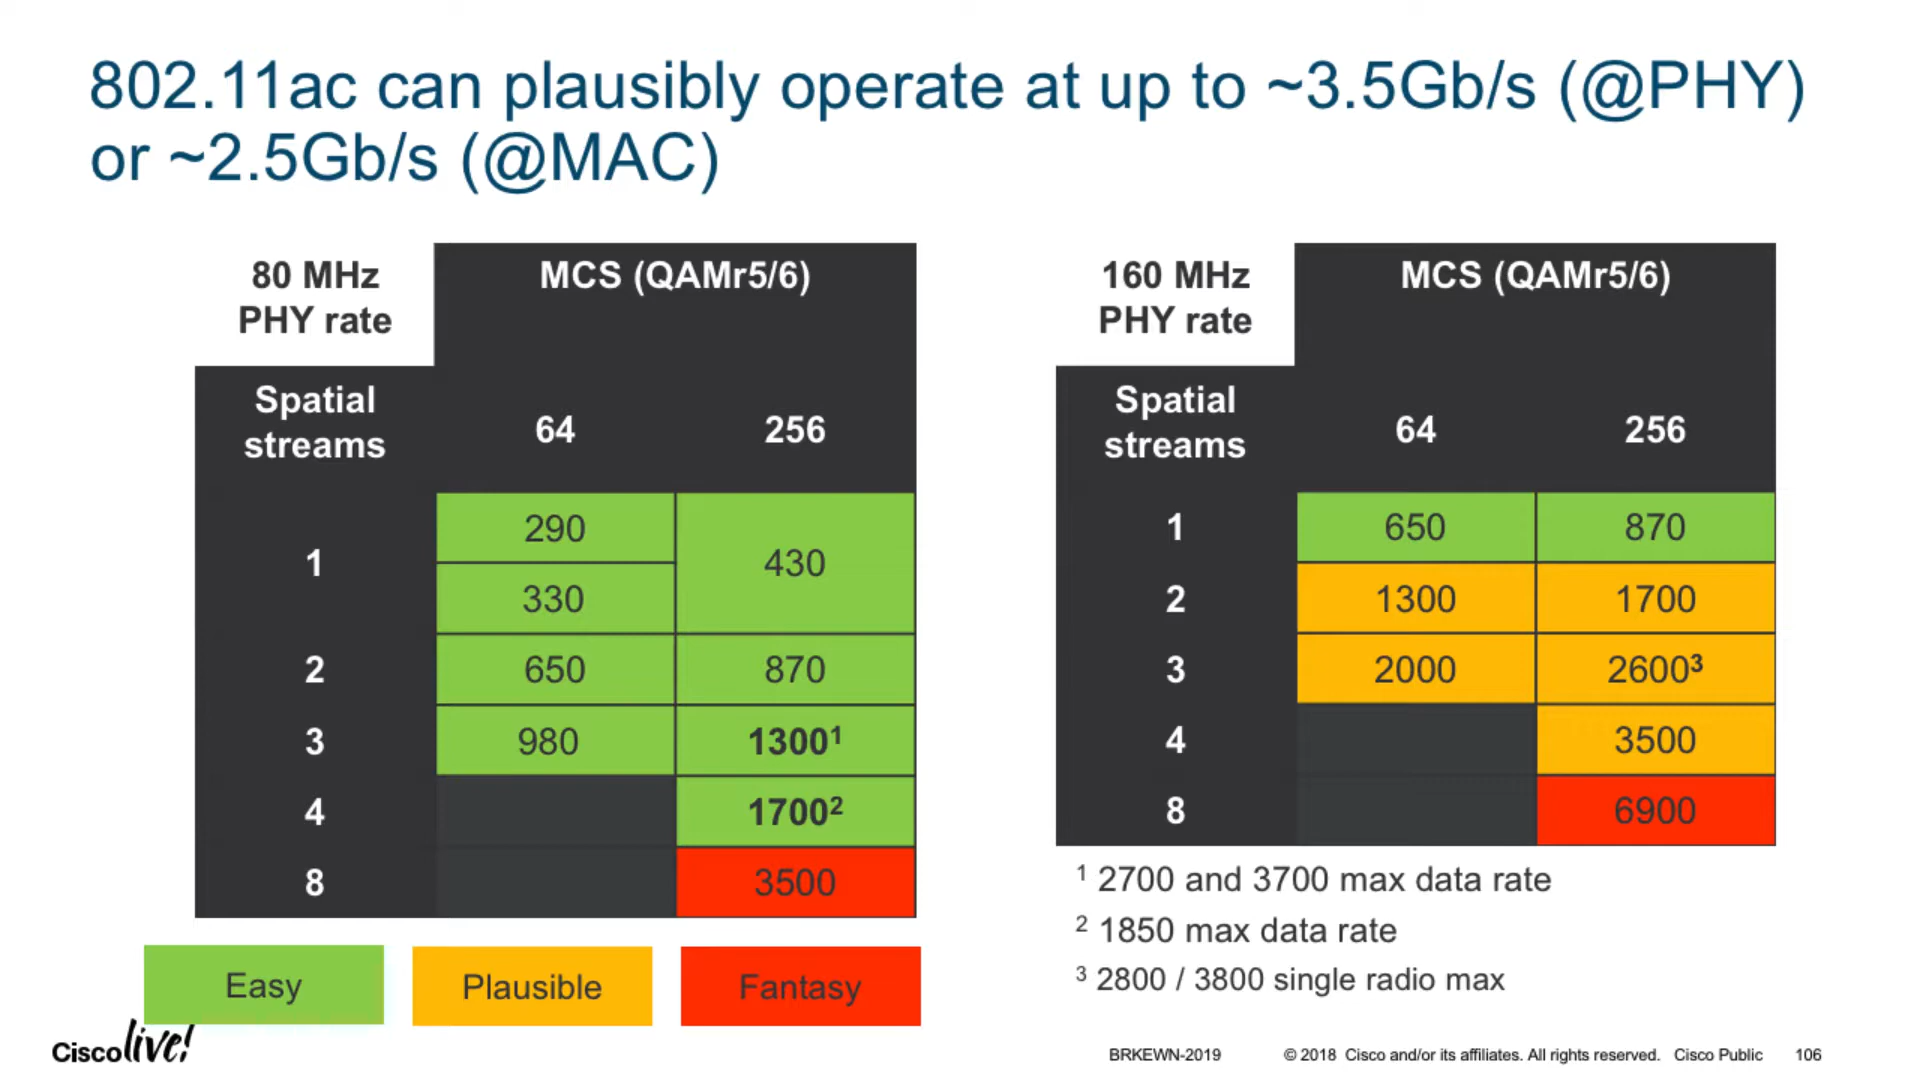 802.11ac can plausibly operate at up to ~3.5Gb/s (@PHY)
or ~2.5Gb/s (@MAC)
80 MHz
PHY rate
MCS (QAMr5/6)
Spatial
streams
64
256
1
290
430
330
2
650
870
3
980
1300¹
4
1700²
8
3500
Easy
Plausible
Fantasy
160 MHz
PHY rate
MCS (QAMr5/6)
Spatial
streams
64
256
1
650
870
2
1300
1700
3
2000
2600³
4
3500
8
6900
¹ 2700 and 3700 max data rate
² 1850 max data rate
³ 2800 / 3800 single radio max
Cisco live!
BRKEWN-2019
© 2018 Cisco and/or its affiliates. All rights reserved. Cisco Public
106